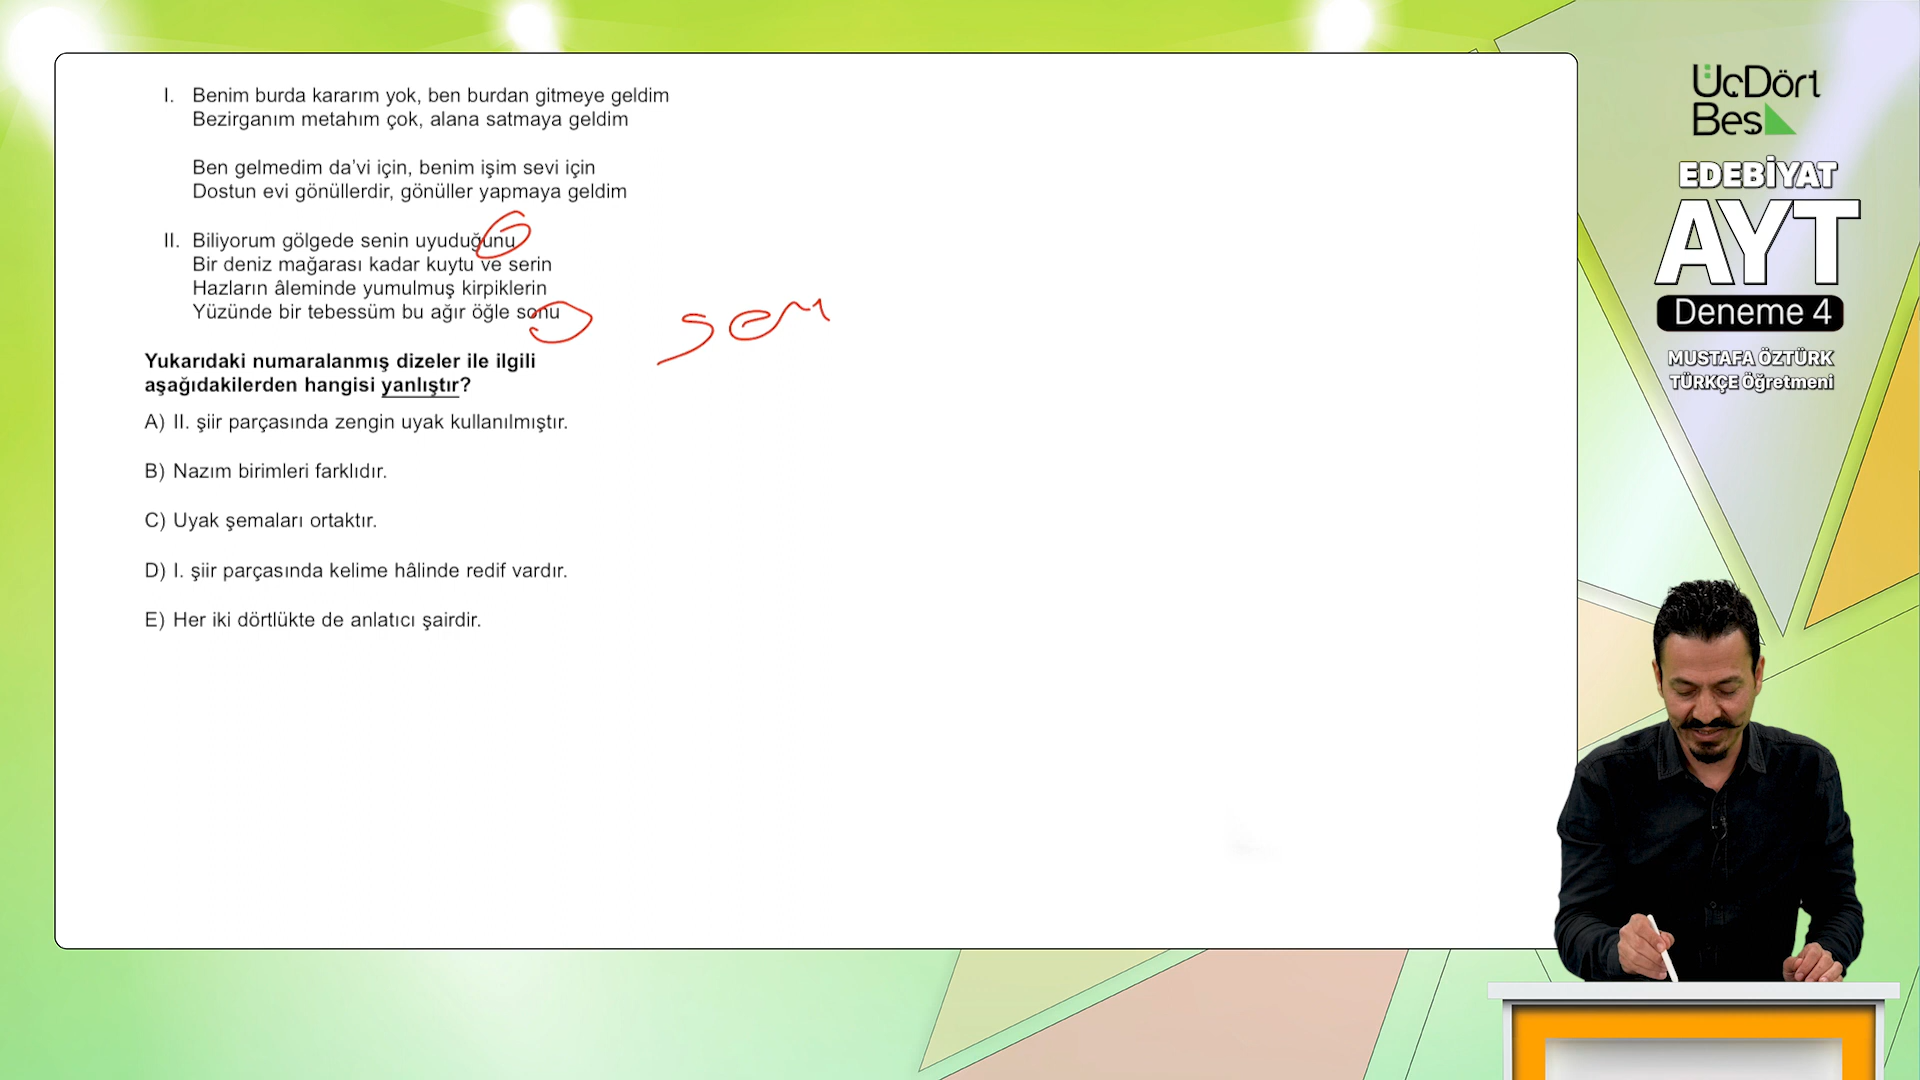 I. Benim burda kararım yok, ben burdan gitmeye geldim
Bezirganım metahım çok, alana satmaya geldim
Ben gelmedim da’vi için, benim işim sevi için
Dostun evi gönüllerdir, gönüller yapmaya geldim
II. Biliyorum gölgede senin uyuduğunu
Bir deniz mağarası kadar kuytu ve serin
Hazların âleminde yumulmuş kirpiklerin
Yüzünde bir tebessüm bu ağır öğle sonu
Yukarıdaki numaralanmış dizeler ile ilgili
aşağıdakilerden hangisi yanlıştır?
A) II. şiir parçasında zengin uyak kullanılmıştır.
B) Nazım birimleri farklıdır.
C) Uyak şemaları ortaktır.
D) I. şiir parçasında kelime hâlinde redif vardır.
E) Her iki dörtlükte de anlatıcı şairdir.
ÜçDört
Beş
EDEBİYAT
AYT
Deneme 4
MUSTAFA ÖZTÜRK
TÜRKÇE Öğretmeni